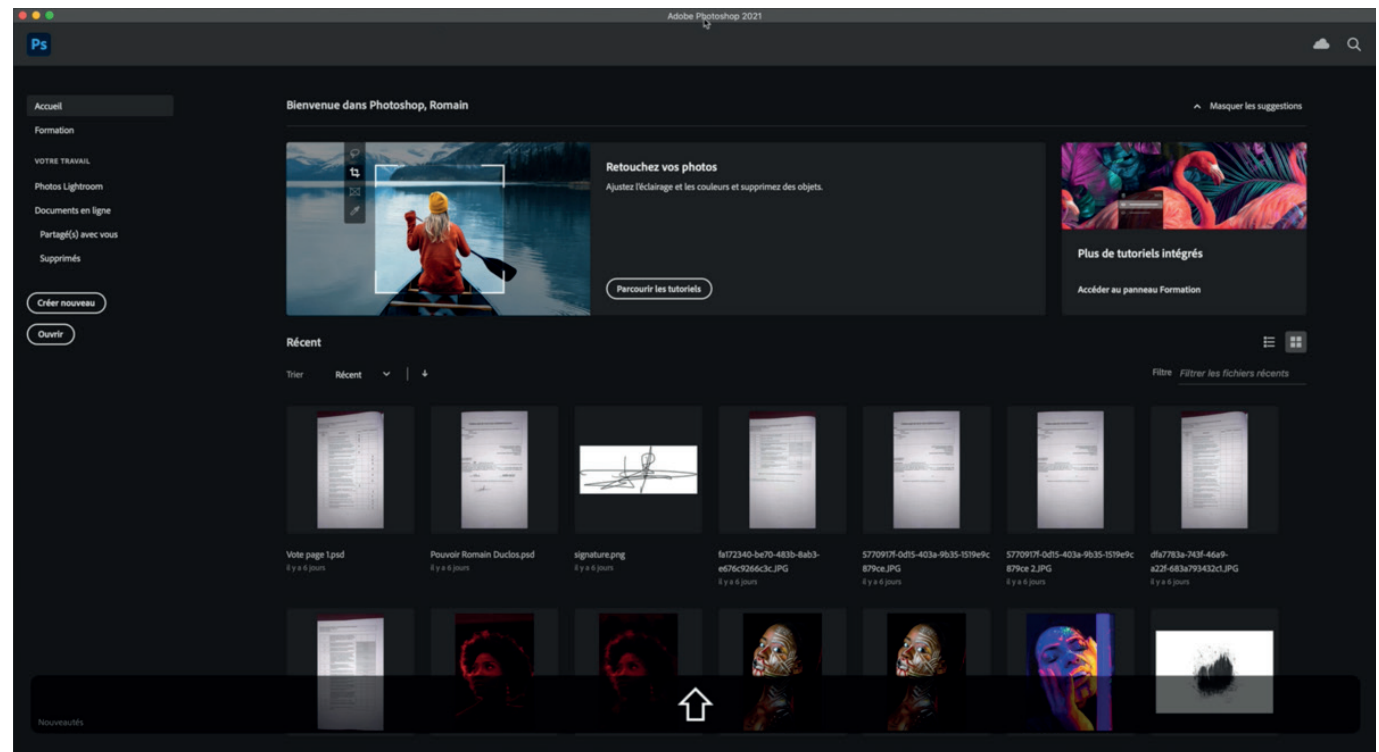 Adobe Photoshop 2021
Ps
Accueil
Formation
VOTRE TRAVAIL
Photos Lightroom
Documents en ligne
Partagé(s) avec vous
Supprimés
Créer nouveau
Ouvrir
Nouveautés
Bienvenue dans Photoshop, Romain
Masquer les suggestions
Retouchez vos photos
Ajustez l'éclairage et les couleurs et supprimez des objets.
Parcourir les tutoriels
Plus de tutoriels intégrés
Accéder au panneau Formation
Récent
Trier Récent
Filtre Filtrer les fichiers récents
Vote page 1.psd
il y a 6 jours
Pouvoir Romain Duclos.psd
il y a 6 jours
signature.png
il y a 6 jours
fa172340-be70-483b-8ab3-
e676c9266c3c.JPG
il y a 6 jours
5770917f-0d15-403a-9b35-1519e9c
879ce.JPG
il y a 6 jours
5770917f-0d15-403a-9b35-1519e9c
879ce 2.JPG
il y a 6 jours
dfa7783a-743f-46a9-
a22f-683a793432c1.JPG
il y a 6 jours